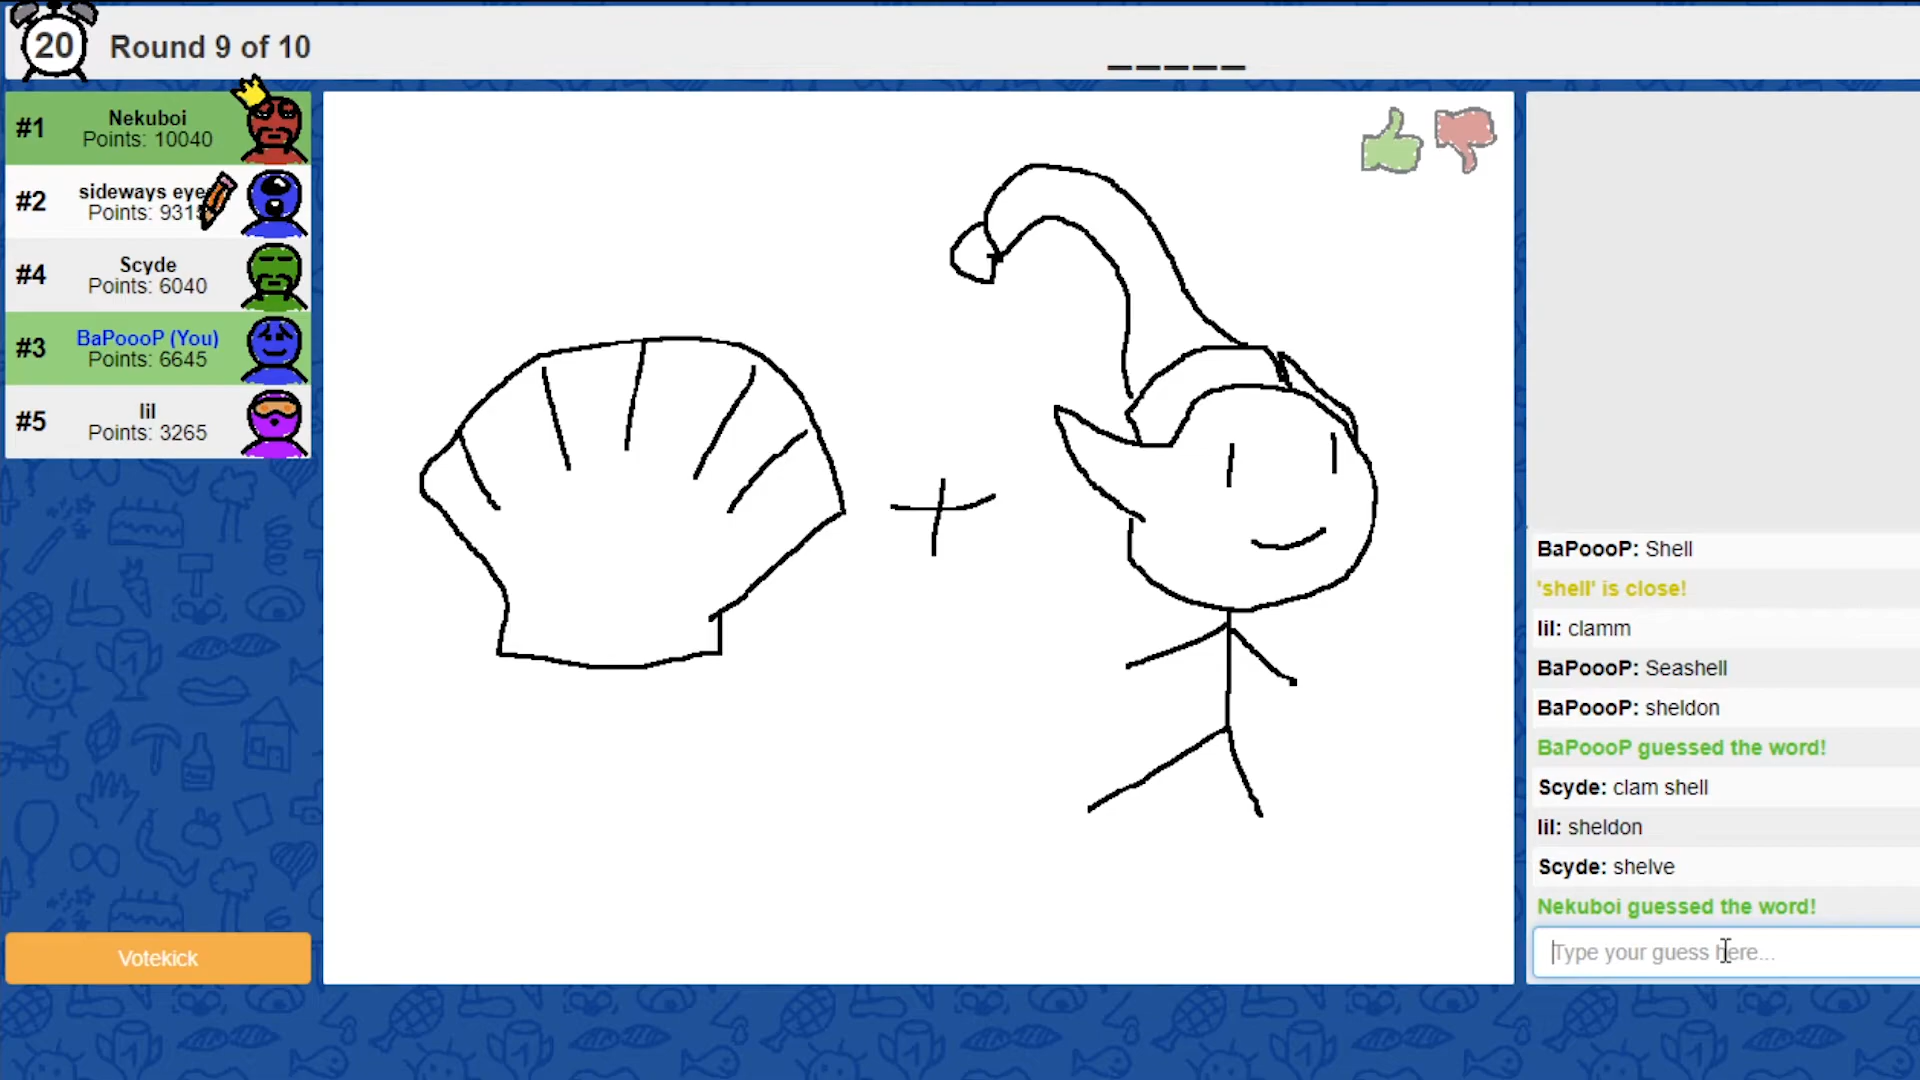 20
Round 9 of 10
_____
#1
Nekuboi
Points: 10040
#2
sideways eye
Points: 931
#4
Scyde
Points: 6040
#3
BaPoooP (You)
Points: 6645
#5
lil
Points: 3265
Votekick
BaPoooP: Shell
'shell' is close!
lil: clamm
BaPoooP: Seashell
BaPoooP: sheldon
BaPoooP guessed the word!
Scyde: clam shell
lil: sheldon
Scyde: shelve
Nekuboi guessed the word!
Type your guess here...